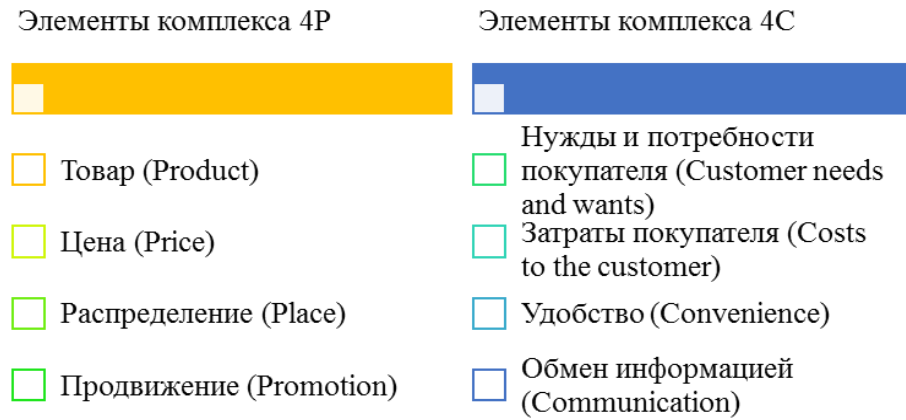 Элементы комплекса 4P
Товар (Product)
Цена (Price)
Распределение (Place)
Продвижение (Promotion)
Элементы комплекса 4C
Нужды и потребности
покупателя (Customer needs
and wants)
Затраты покупателя (Costs
to the customer)
Удобство (Convenience)
Обмен информацией
(Communication)